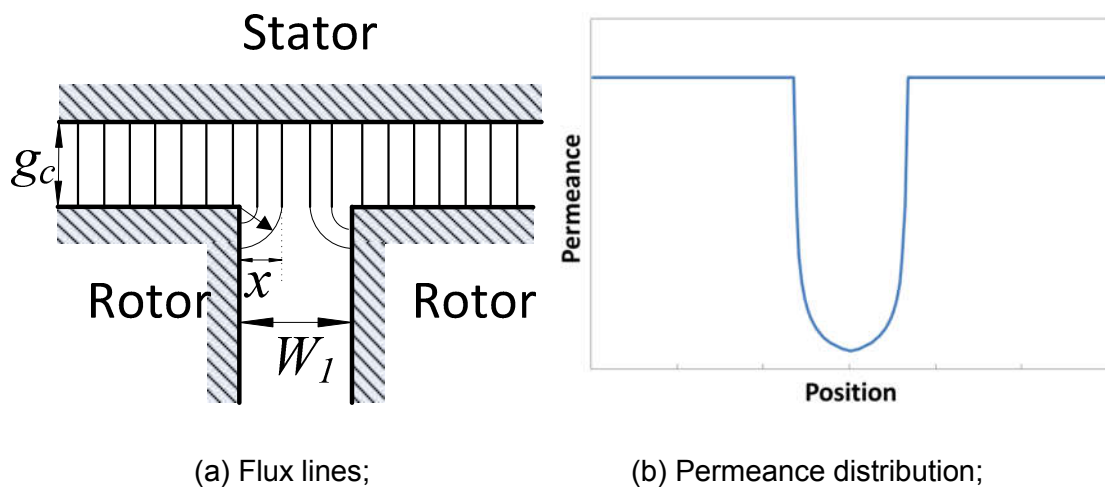 Stator
g_c
x
Rotor
Rotor
W_1
Permeance
Position
(a) Flux lines;
(b) Permeance distribution;